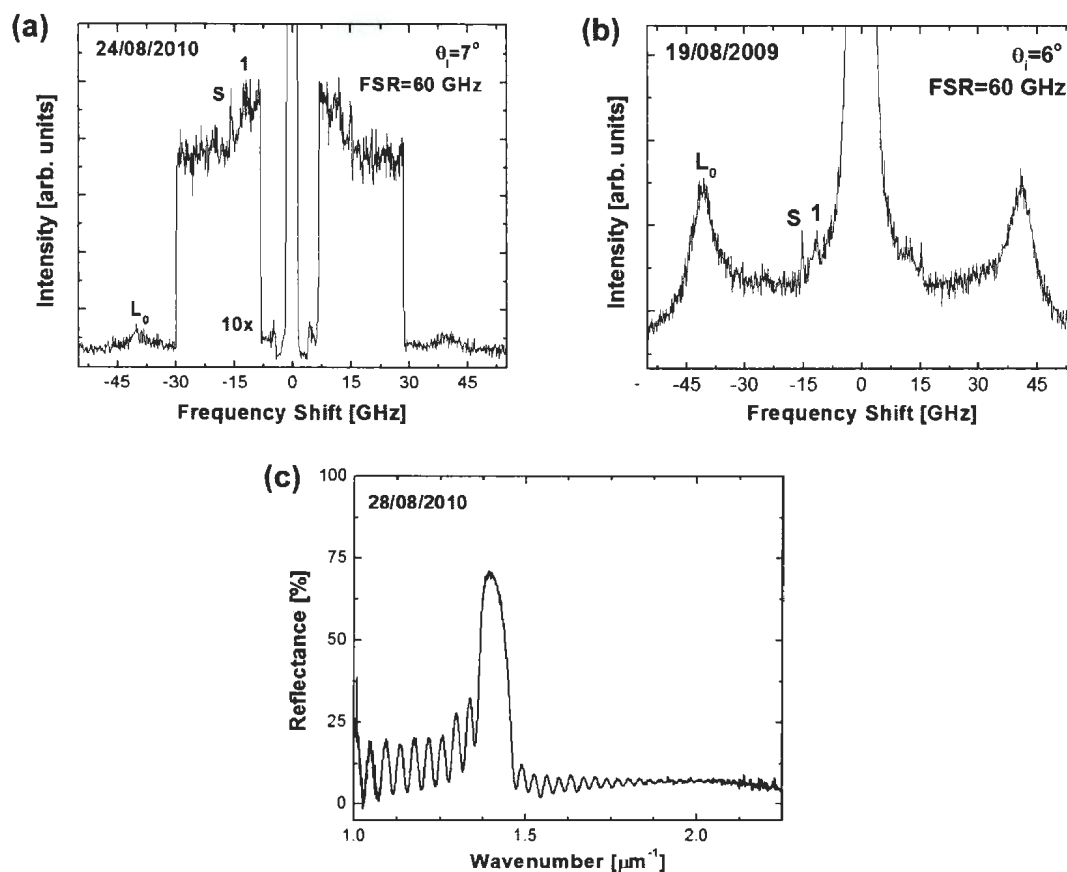 (a)
24/08/2010
θi=7°
FSR=60 GHz
1
S
L0
10x
Intensity [arb. units]
-45 -30 -15 0 15 30 45
Frequency Shift [GHz]
(b)
19/08/2009
θi=6°
FSR=60 GHz
L0
S
1
Intensity [arb. units]
-45 -30 -15 0 15 30 45
Frequency Shift [GHz]
(c)
28/08/2010
100
75
50
25
0
Reflectance [%]
1.0 1.5 2.0
Wavenumber [μm⁻¹]